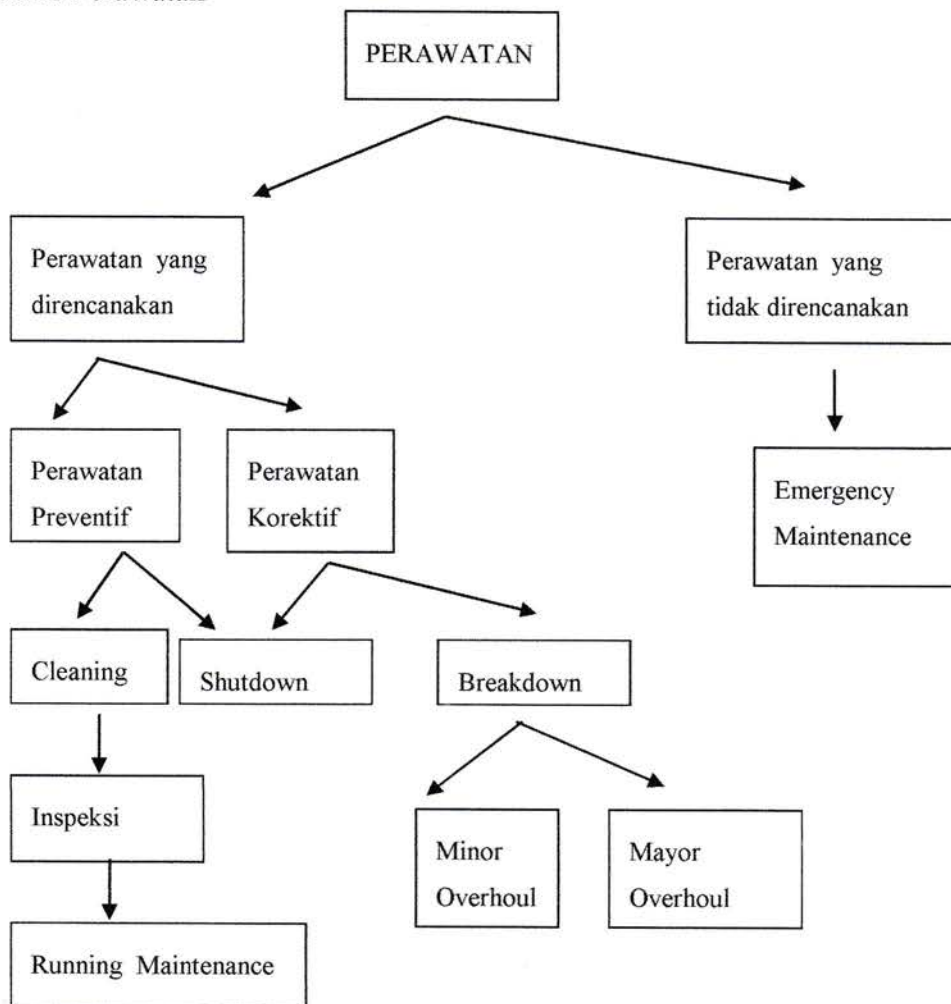 PERAWATAN
Perawatan yang
direncanakan
Perawatan yang
tidak direncanakan
Perawatan
Preventif
Perawatan
Korektif
Emergency
Maintenance
Cleaning
Shutdown
Breakdown
Inspeksi
Minor
Overhoul
Mayor
Overhoul
Running Maintenance